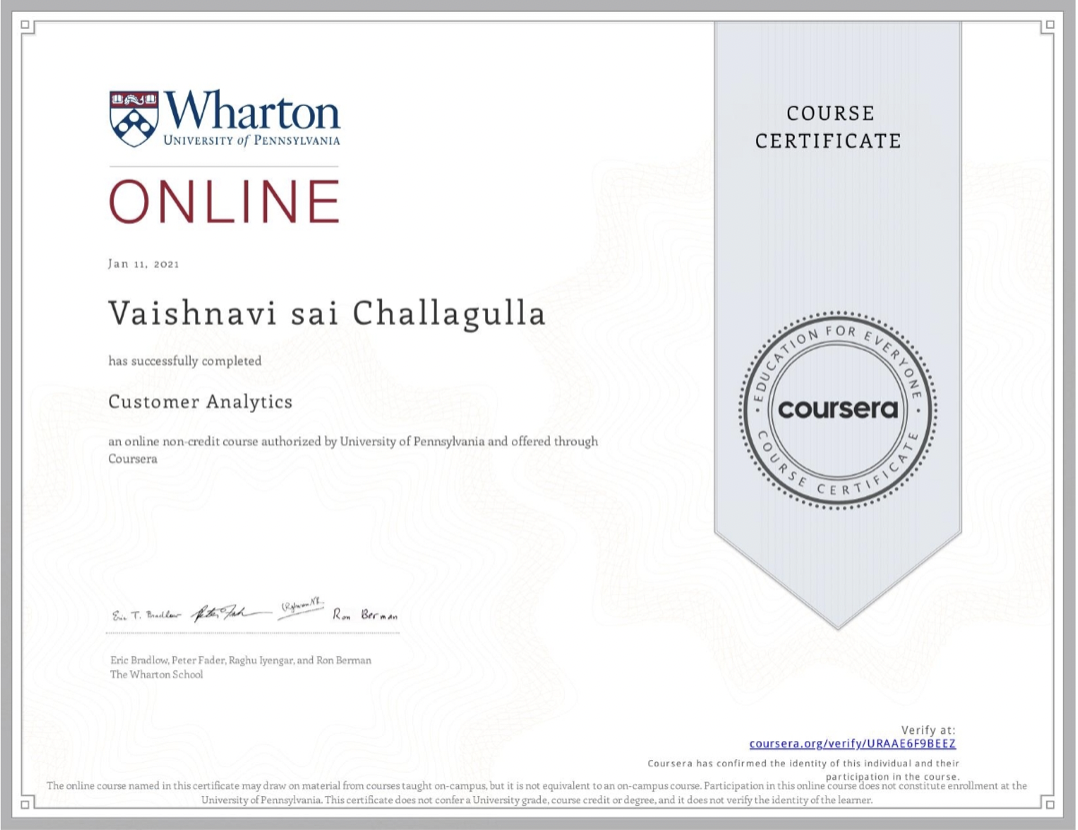 Wharton
UNIVERSITY of PENNSYLVANIA
ONLINE
Jan 11, 2021
Vaishnavi sai Challagulla
has successfully completed
Customer Analytics
an online non-credit course authorized by University of Pennsylvania and offered through
Coursera
Eric T. Bradlow
Ron Berman
Eric Bradlow, Peter Fader, Raghu Iyengar, and Ron Berman
The Wharton School
COURSE
CERTIFICATE
EDUCATION FOR EVERYONE
coursera
COURSE CERTIFICATE
Verify at:
coursera.org/verify/URAAE6F9BEEZ
Coursera has confirmed the identity of this individual and their
participation in the course.
The online course named in this certificate may draw on material from courses taught on-campus, but it is not equivalent to an on-campus course. Participation in this online course does not constitute enrollment at the
University of Pennsylvania. This certificate does not confer a University grade, course credit or degree, and it does not verify the identity of the learner.